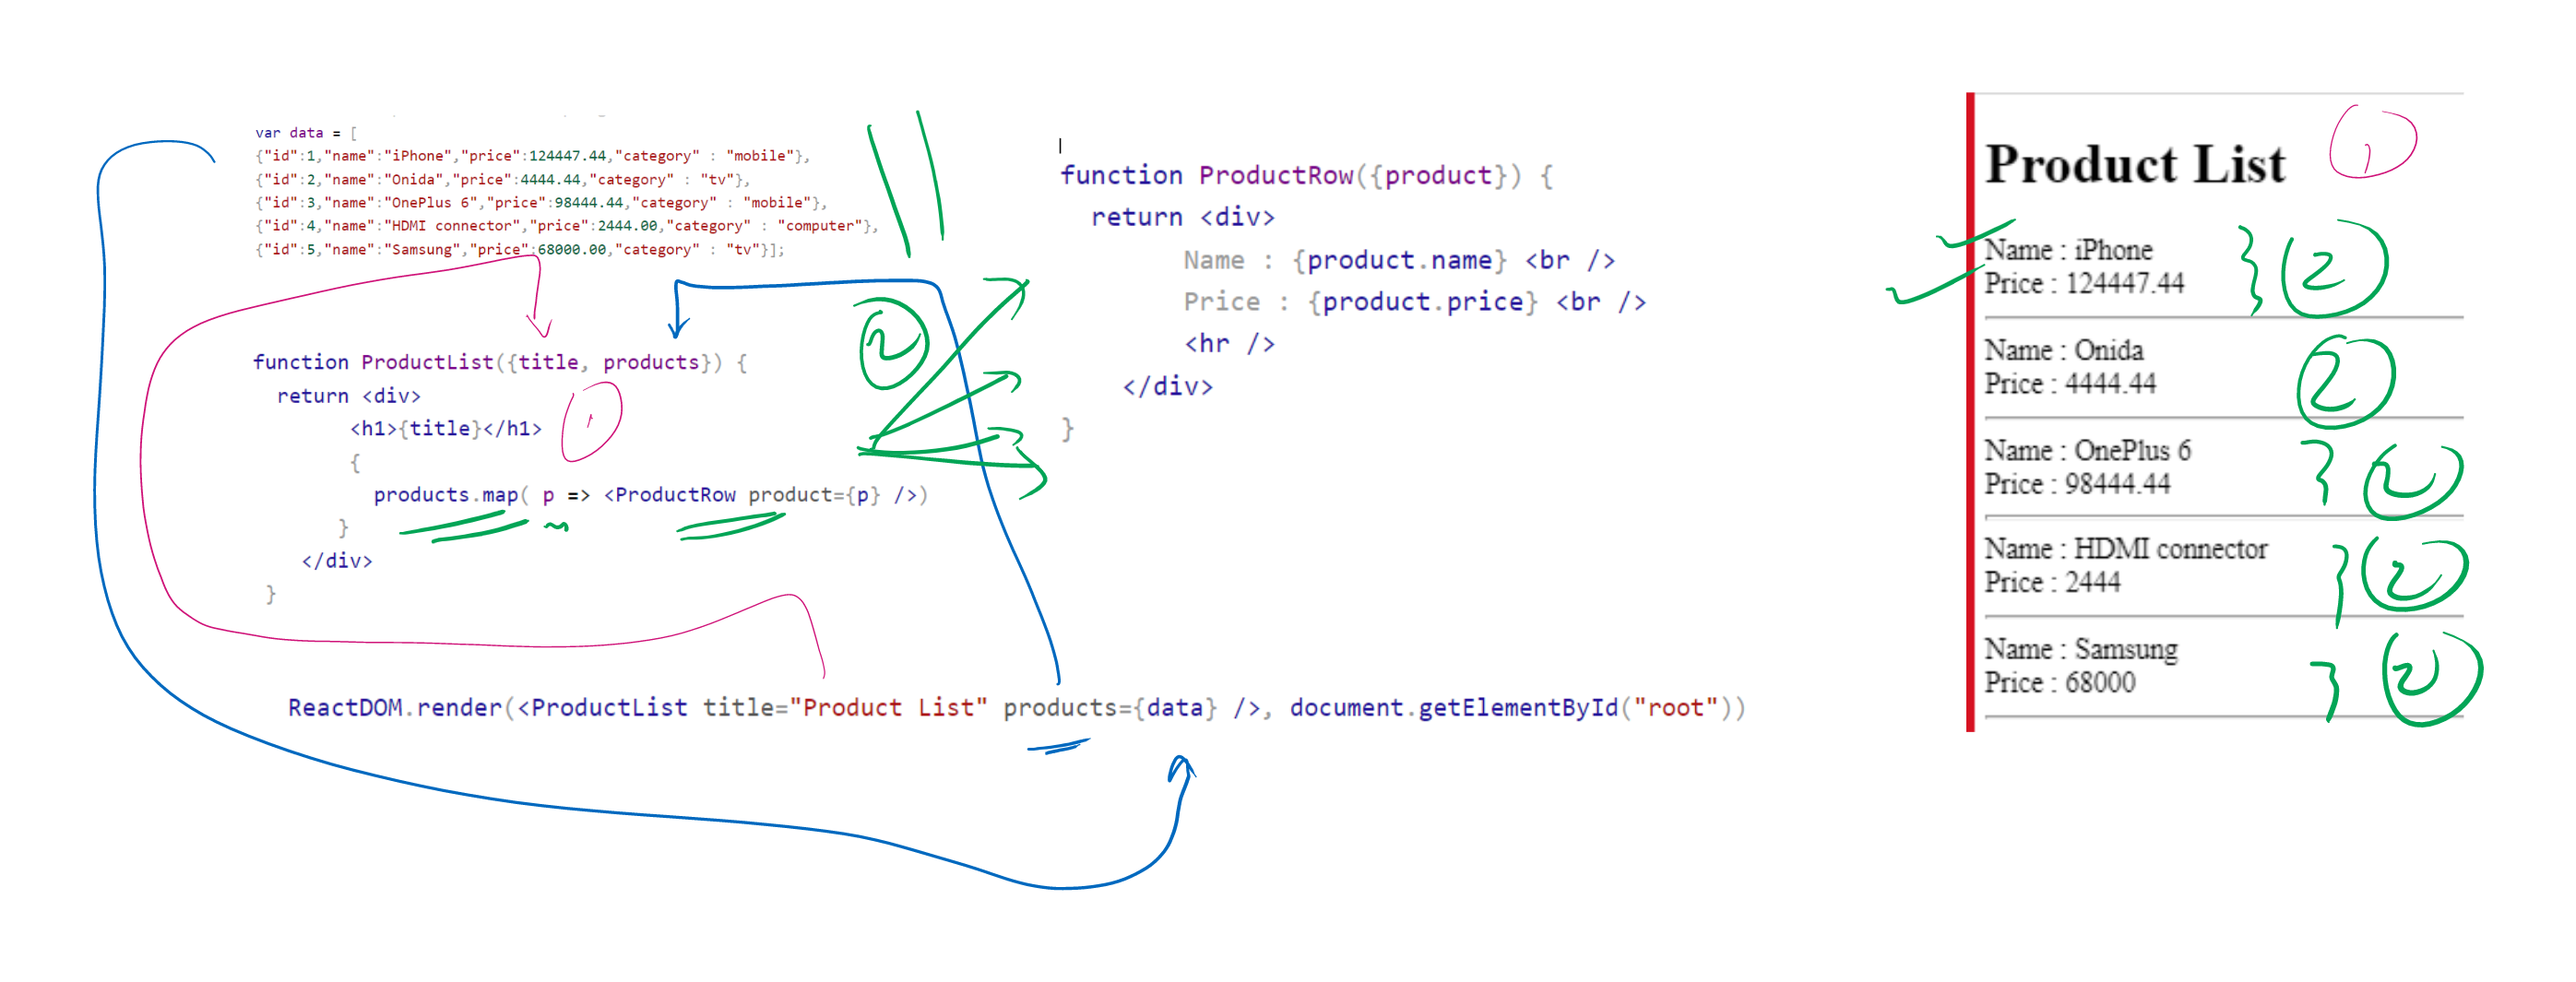 var data = [
{"id":1,"name":"iPhone","price":124447.44,"category" : "mobile"},
{"id":2,"name":"Onida","price":4444.44,"category" : "tv"},
{"id":3,"name":"OnePlus 6","price":98444.44,"category" : "mobile"},
{"id":4,"name":"HDMI connector","price":2444.00,"category" : "computer"},
{"id":5,"name":"Samsung","price":68000.00,"category" : "tv"}];
function ProductList({title, products}) {
return <div>
<h1>{title}</h1>
1
{
products.map( p => <ProductRow product={p} />)
}
</div>
}
2
function ProductRow({product}) {
return <div>
Name : {product.name} <br />
Price : {product.price} <br />
<hr />
</div>
}
ReactDOM.render(<ProductList title="Product List" products={data} />, document.getElementById("root"))
Product List 1
Name : iPhone
Price : 124447.44
2
Name : Onida
Price : 4444.44
2
Name : OnePlus 6
Price : 98444.44
2
Name : HDMI connector
Price : 2444
2
Name : Samsung
Price : 68000
2